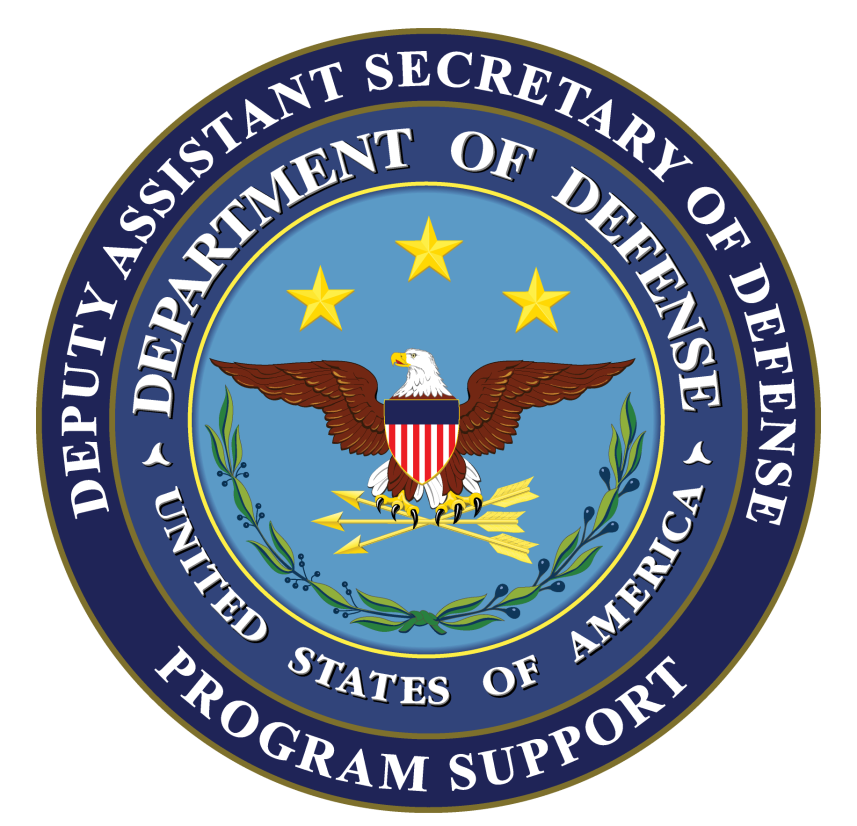 DEPUTY ASSISTANT SECRETARY OF DEFENSE
DEPARTMENT OF DEFENSE
UNITED STATES OF AMERICA
PROGRAM SUPPORT